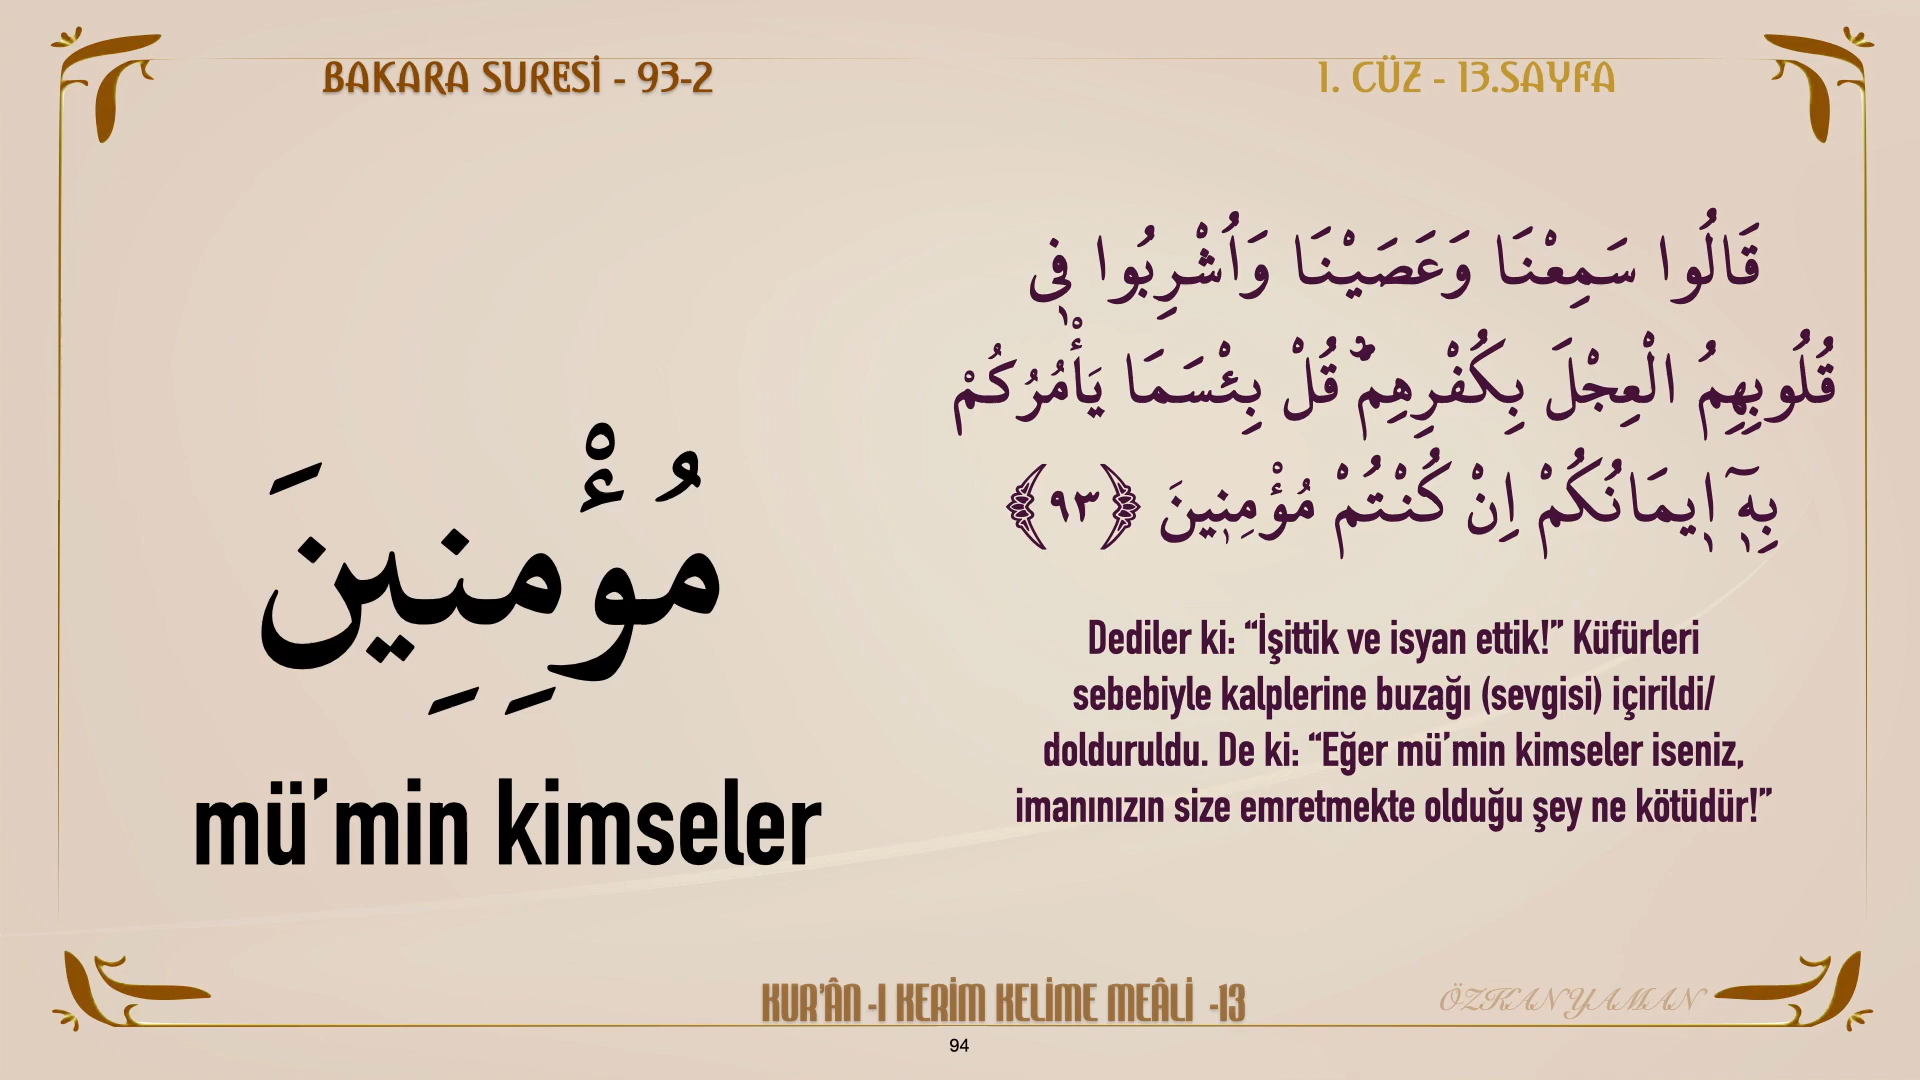 BAKARA SURESİ - 93-2
1. CÜZ - 13.SAYFA
قَالُوا سَمِعْنَا وَعَصَيْنَا وَاُشْرِبُوا فٖى
قُلُوبِهِمُ الْعِجْلَ بِكُفْرِهِمْۜ قُلْ بِئْسَمَا يَأْمُرُكُمْ
بِهٖٓ اٖيمَانُكُمْ اِنْ كُنْتُمْ مُؤْمِنٖينَ ﴿٩٣﴾
مُؤْمِنِينَ
mü’min kimseler
Dediler ki: “İşittik ve isyan ettik!” Küfürleri
sebebiyle kalplerine buzağı (sevgisi) içirildi/
dolduruldu. De ki: “Eğer mü’min kimseler iseniz,
imanınızın size emretmekte olduğu şey ne kötüdür!”
KUR’ÂN -I KERİM KELİME MEÂLİ -13
ÖZKAN YAMAN
94